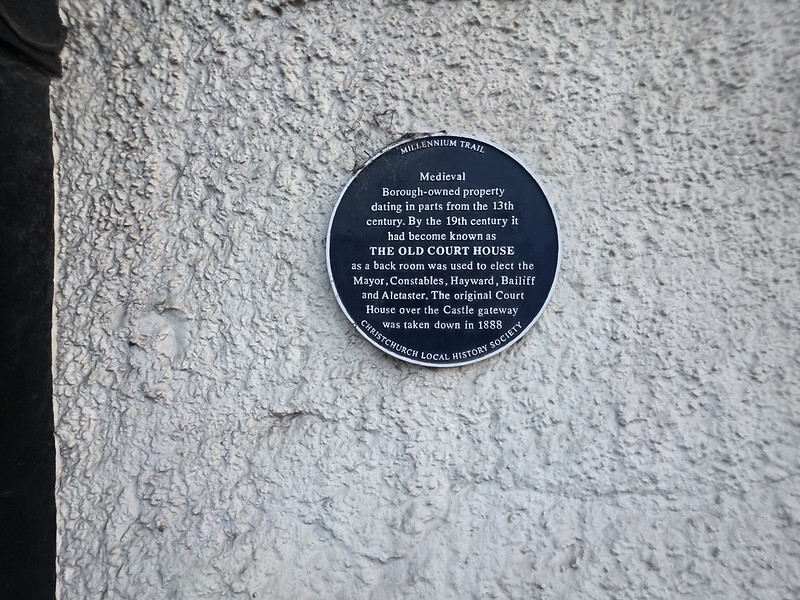 MILLENNIUM TRAIL
Medieval
Borough-owned property
dating in parts from the 13th
century. By the 19th century it
had become known as
THE OLD COURT HOUSE
as a back room was used to elect the
Mayor, Constables, Hayward, Bailiff
and Aletaster. The original Court
House over the Castle gateway
was taken down in 1888
CHRISTCHURCH LOCAL HISTORY SOCIETY